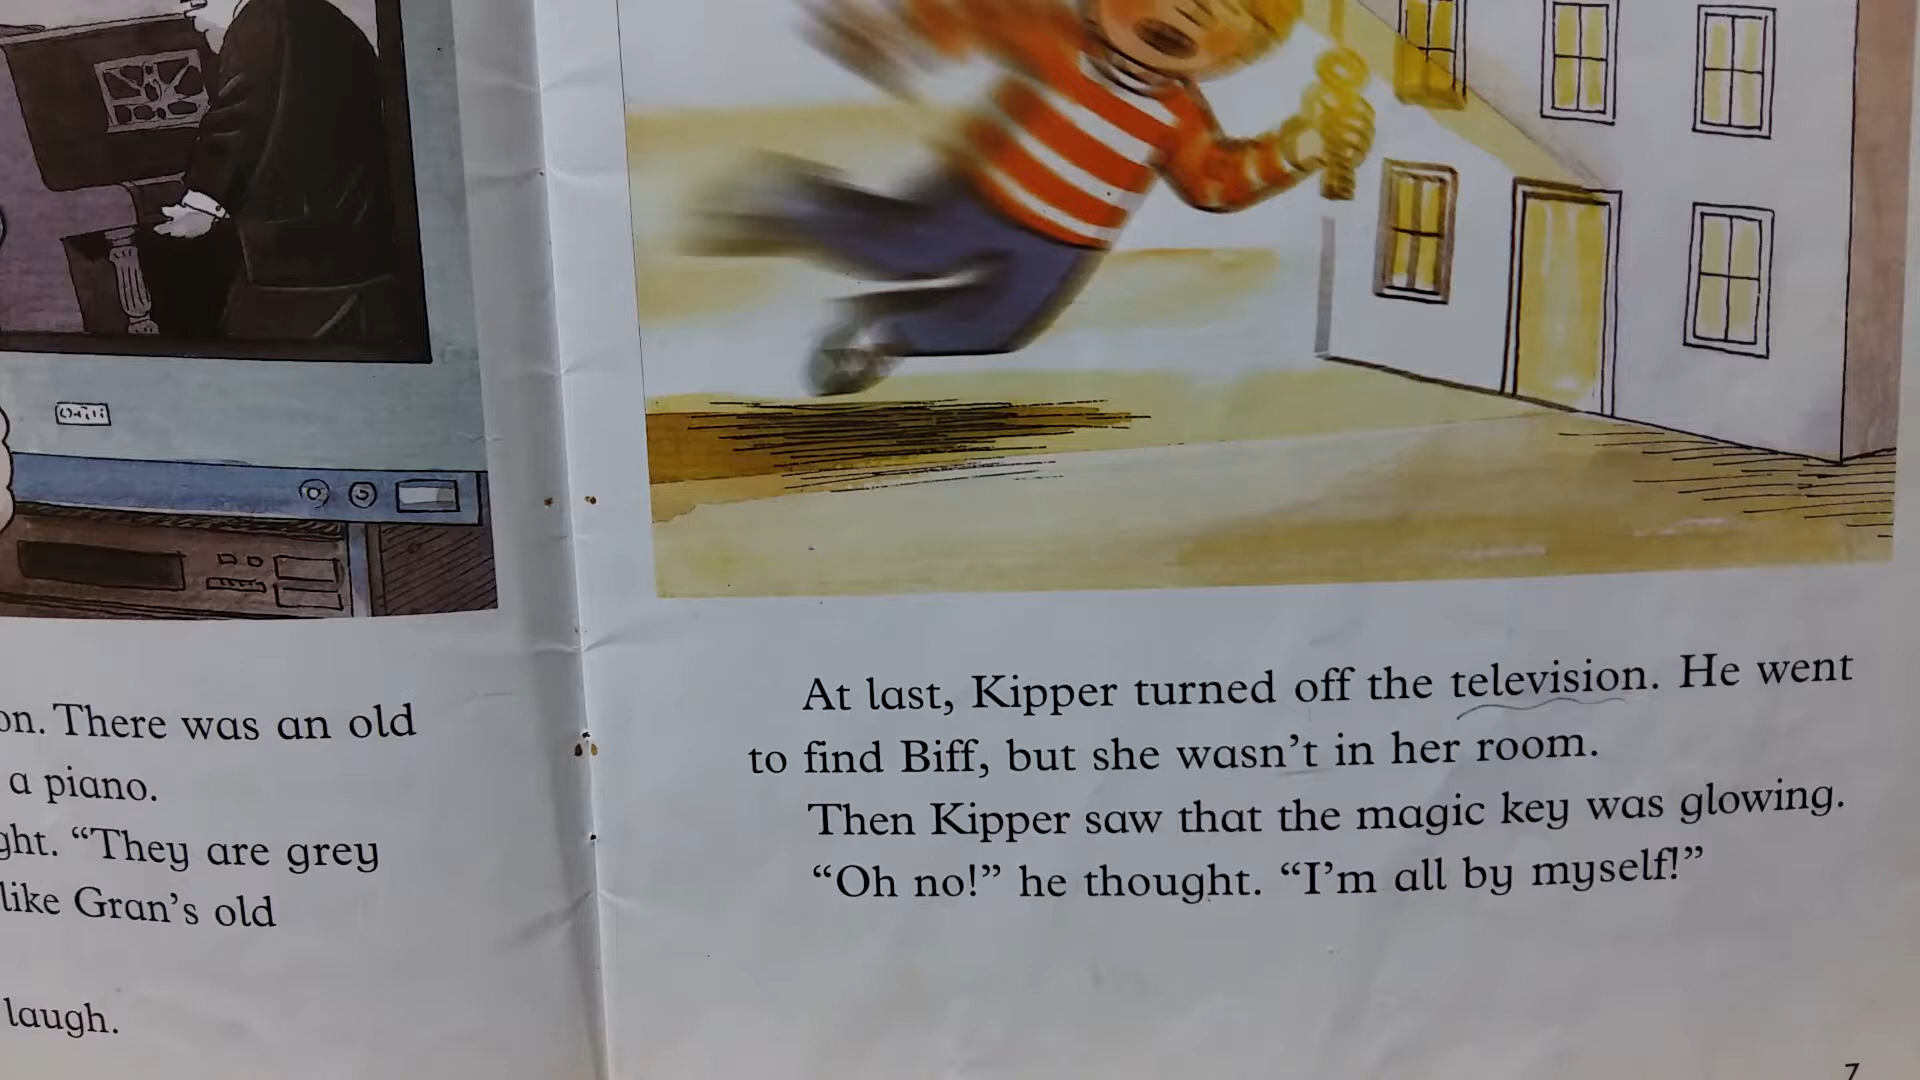 on. There was an old
a piano.
ght. “They are grey
like Gran’s old
laugh.
At last, Kipper turned off the television. He went
to find Biff, but she wasn’t in her room.
Then Kipper saw that the magic key was glowing.
“Oh no!” he thought. “I’m all by myself!”
7